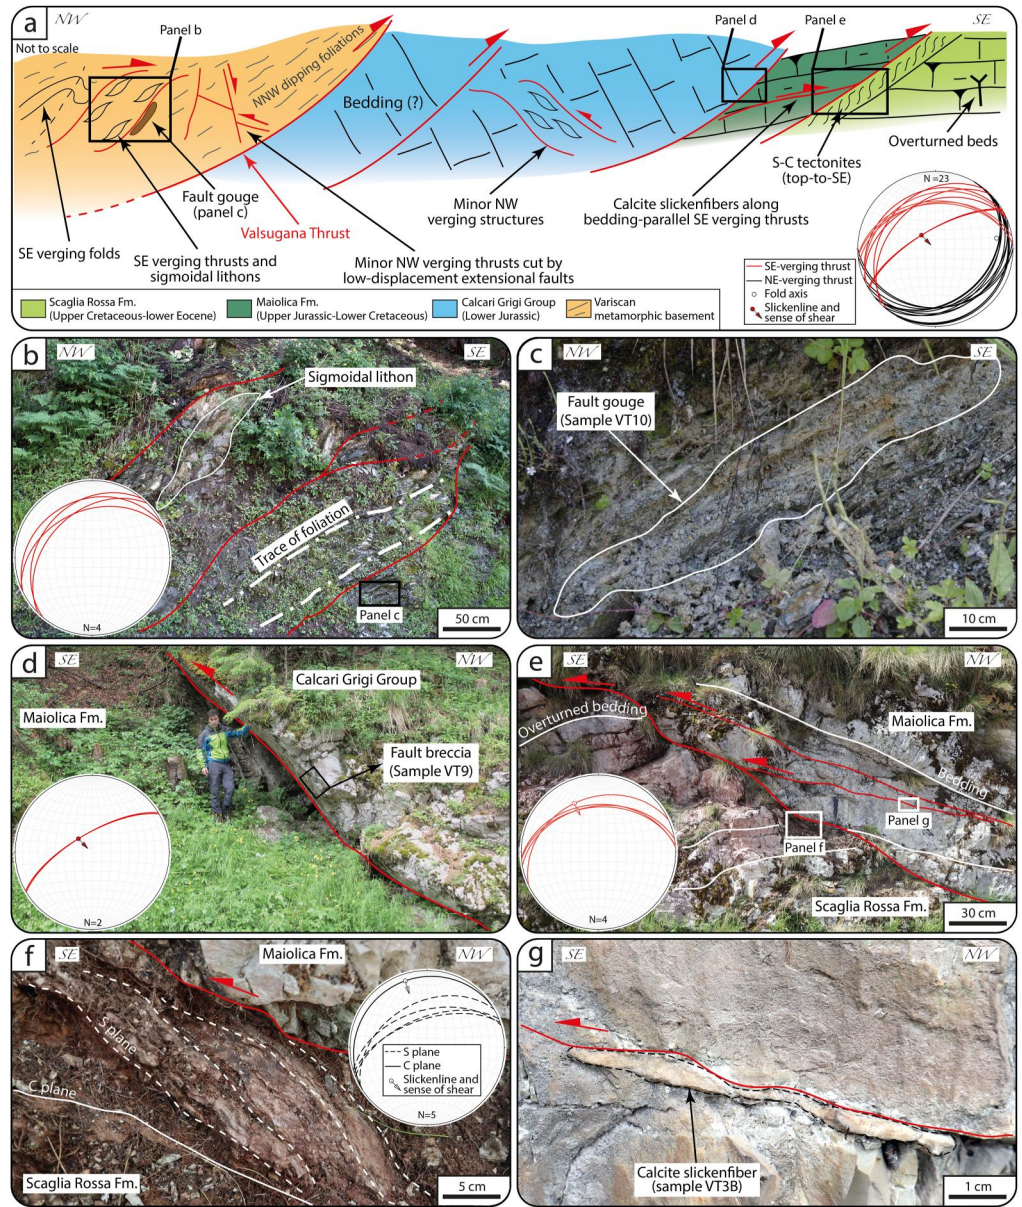 a
NW
SE
Not to scale
Panel b
Panel d
Panel e
NNW dipping foliations
Bedding (?)
Overturned beds
S-C tectonites
(top-to-SE)
Fault gouge
(panel c)
Valsugana Thrust
Minor NW
verging structures
Calcite slickenfibers along
bedding-parallel SE verging thrusts
SE verging folds
SE verging thrusts and
sigmoidal lithons
Minor NW verging thrusts cut by
low-displacement extensional faults
N =23
SE-verging thrust
NE-verging thrust
Fold axis
Slickenline and
sense of shear
Scaglia Rossa Fm.
(Upper Cretaceous-lower Eocene)
Maiolica Fm.
(Upper Jurassic-Lower Cretaceous)
Calcari Grigi Group
(Lower Jurassic)
Variscan
metamorphic basement
b
NW
SE
Sigmoidal lithon
Trace of foliation
Panel c
N=4
50 cm
c
NW
SE
Fault gouge
(Sample VT10)
10 cm
d
SE
NW
Calcari Grigi Group
Maiolica Fm.
Fault breccia
(Sample VT9)
N=2
e
SE
NW
Overturned bedding
Maiolica Fm.
Bedding
Panel g
Panel f
Scaglia Rossa Fm.
N=4
30 cm
f
SE
NW
Maiolica Fm.
S plane
C plane
S plane
C plane
Slickenline and
sense of shear
N=5
Scaglia Rossa Fm.
5 cm
g
SE
NW
Calcite slickenfiber
(sample VT3B)
1 cm